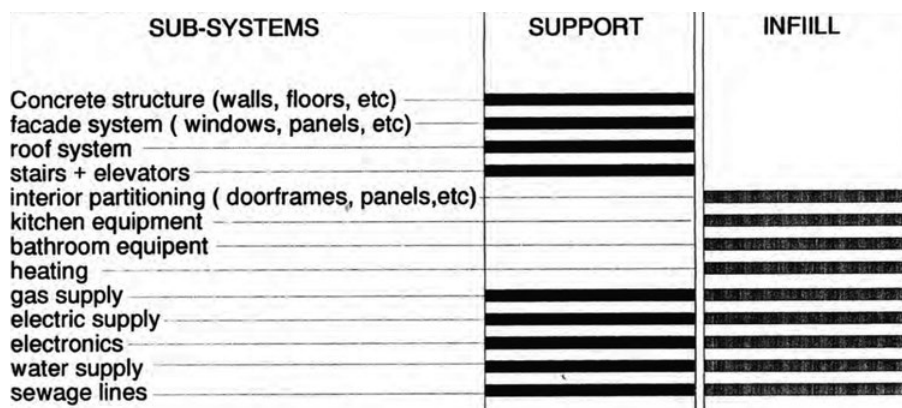 SUB-SYSTEMS SUPPORT INFIILL
Concrete structure (walls, floors, etc)
facade system ( windows, panels, etc)
roof system
stairs + elevators
interior partitioning ( doorframes, panels,etc)
kitchen equipment
bathroom equipent
heating
gas supply
electric supply
electronics
water supply
sewage lines